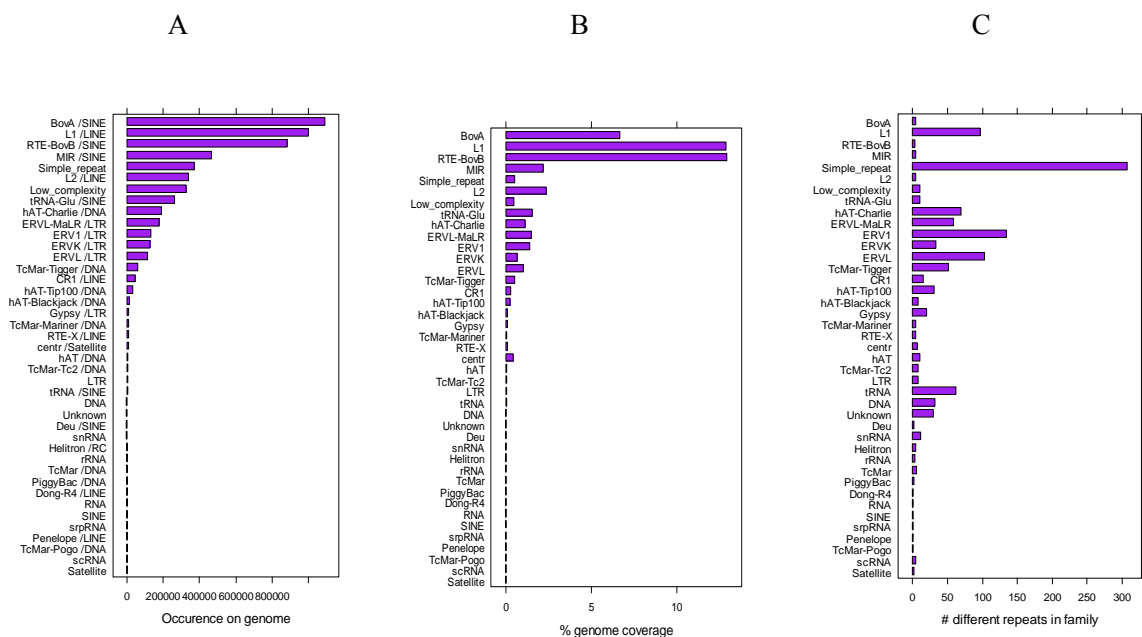 A
B
C
BovA /SINE
L1 /LINE
RTE-BovB /SINE
MIR /SINE
Simple_repeat
L2 /LINE
Low_complexity
tRNA-Glu /SINE
hAT-Charlie /DNA
ERVL-MaLR /LTR
ERV1 /LTR
ERVK /LTR
ERVL /LTR
TcMar-Tigger /DNA
CR1 /LINE
hAT-Tip100 /DNA
hAT-Blackjack /DNA
Gypsy /LTR
TcMar-Mariner /DNA
RTE-X /LINE
centr /Satellite
hAT /DNA
TcMar-Tc2 /DNA
LTR
tRNA /SINE
DNA
Unknown
Deu /SINE
snRNA
Helitron /RC
rRNA
TcMar /DNA
PiggyBac /DNA
Dong-R4 /LINE
RNA
SINE
srpRNA
Penelope /LINE
TcMar-Pogo /DNA
scRNA
Satellite
0 200000 400000 600000 800000
Occurence on genome
BovA
L1
RTE-BovB
MIR
Simple_repeat
L2
Low_complexity
tRNA-Glu
hAT-Charlie
ERVL-MaLR
ERV1
ERVK
ERVL
TcMar-Tigger
CR1
hAT-Tip100
hAT-Blackjack
Gypsy
TcMar-Mariner
RTE-X
centr
hAT
TcMar-Tc2
LTR
tRNA
DNA
Unknown
Deu
snRNA
Helitron
rRNA
TcMar
PiggyBac
Dong-R4
RNA
SINE
srpRNA
Penelope
TcMar-Pogo
scRNA
Satellite
0 5 10
% genome coverage
BovA
L1
RTE-BovB
MIR
Simple_repeat
L2
Low_complexity
tRNA-Glu
hAT-Charlie
ERVL-MaLR
ERV1
ERVK
ERVL
TcMar-Tigger
CR1
hAT-Tip100
hAT-Blackjack
Gypsy
TcMar-Mariner
RTE-X
centr
hAT
TcMar-Tc2
LTR
tRNA
DNA
Unknown
Deu
snRNA
Helitron
rRNA
TcMar
PiggyBac
Dong-R4
RNA
SINE
srpRNA
Penelope
TcMar-Pogo
scRNA
Satellite
0 50 100 150 200 250 300
# different repeats in family